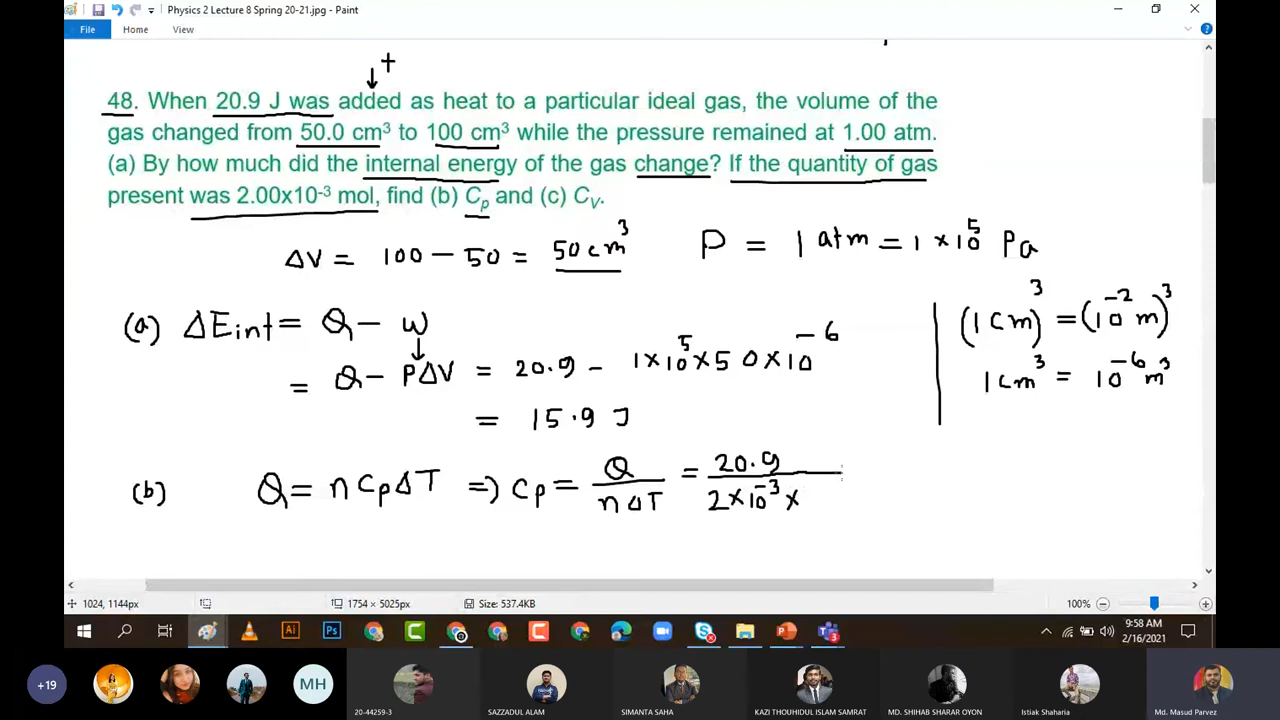 Physics 2 Lecture 8 Spring 20-21.jpg - Paint
File Home View
+
48. When 20.9 J was added as heat to a particular ideal gas, the volume of the
gas changed from 50.0 cm³ to 100 cm³ while the pressure remained at 1.00 atm.
(a) By how much did the internal energy of the gas change? If the quantity of gas
present was 2.00x10⁻³ mol, find (b) Cp and (c) CV.
ΔV = 100 − 50 = 50 cm³ P = 1 atm = 1 × 10⁵ Pa
(1 cm)³ = (10⁻² m)³
1 cm³ = 10⁻⁶ m³
(a) ΔEint = Q − W
= Q − PΔV = 20.9 − 1×10⁵×50×10⁻⁶
= 15.9 J
(b) Q = n Cp ΔT => Cp = Q / nΔT = 20.9 / 2×10⁻³ ×
1024, 1144px 1754 × 5025px Size: 537.4KB 100%
9:58 AM
2/16/2021
+19 MH 20-44259-3 SAZZADUL ALAM SIMANTA SAHA KAZI THOUHIDUL ISLAM SAMRAT MD. SHIHAB SHARAR OYON Istiak Shaharia Md. Masud Parvez